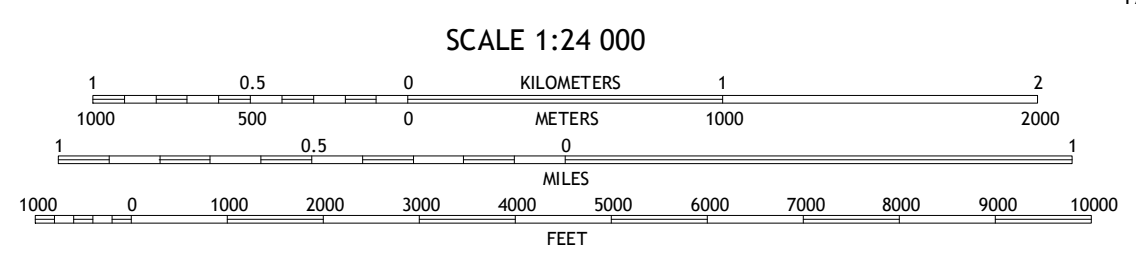 SCALE 1:24 000
1 0.5 0 KILOMETERS 1 2
1000 500 0 METERS 1000 2000
1 0.5 0 1
MILES
1000 0 1000 2000 3000 4000 5000 6000 7000 8000 9000 10000
FEET